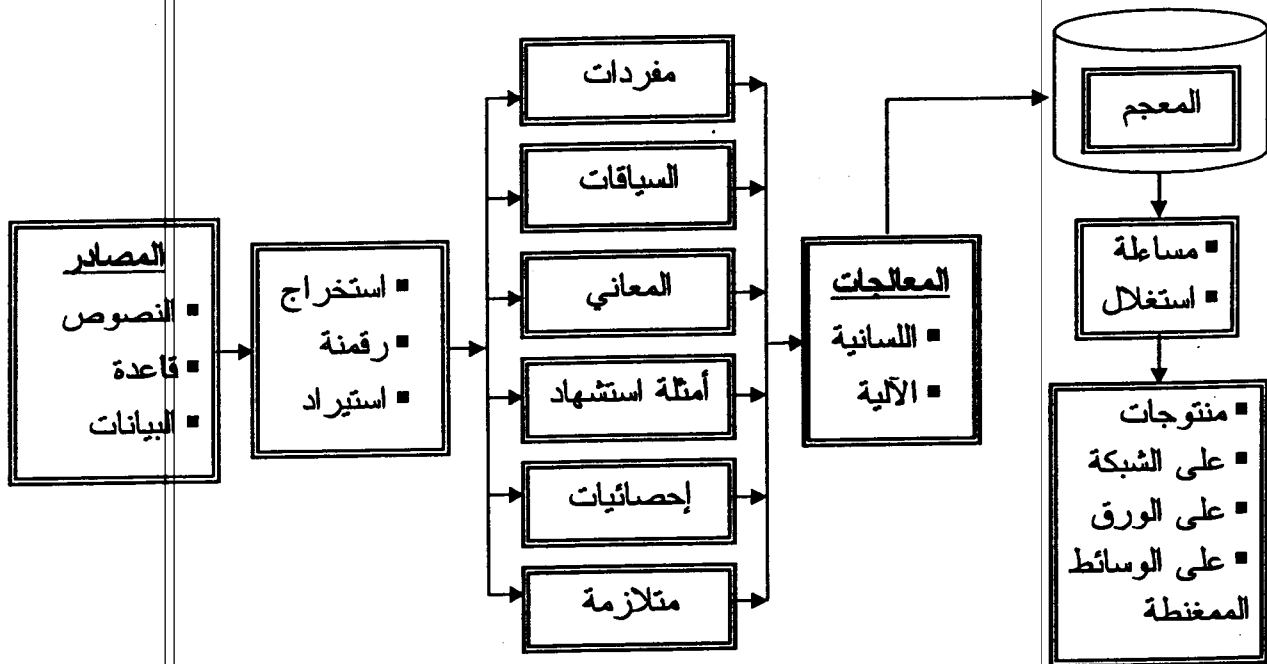 المصادر
▪ النصوص
▪ قاعدة
▪ البيانات
▪ استخراج
▪ رقمنة
▪ استيراد
مفردات
السياقات
المعاني
أمثلة استشهاد
إحصائيات
متلازمة
المعالجات
▪ اللسانية
▪ الآلية
المعجم
▪ مساءلة
▪ استغلال
▪ منتوجات
▪ على الشبكة
▪ على الورق
▪ على الوسائط
الممغنطة